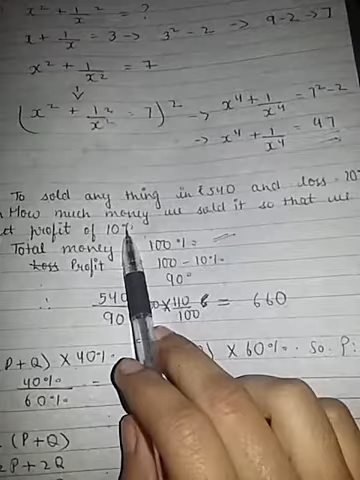 x² + 1/x² = ?
x + 1/x = 3 → 3² - 2 → 9 - 2 → 7
x² + 1/x² = 7
(x² + 1/x² = 7)² → x⁴ + 1/x⁴ = 7² - 2
→ x⁴ + 1/x⁴ = 47
To sold any thing in ₹540 and loss = 10
How much money we sold it so that we
profit of 10%
Total money 100%
Profit 100 - 10%
90°
∴ 540/90 × 110/100 = 660
P + Q) × 40% ) × 60%. So P:
40%
60%
(P + Q)
2P + 2Q